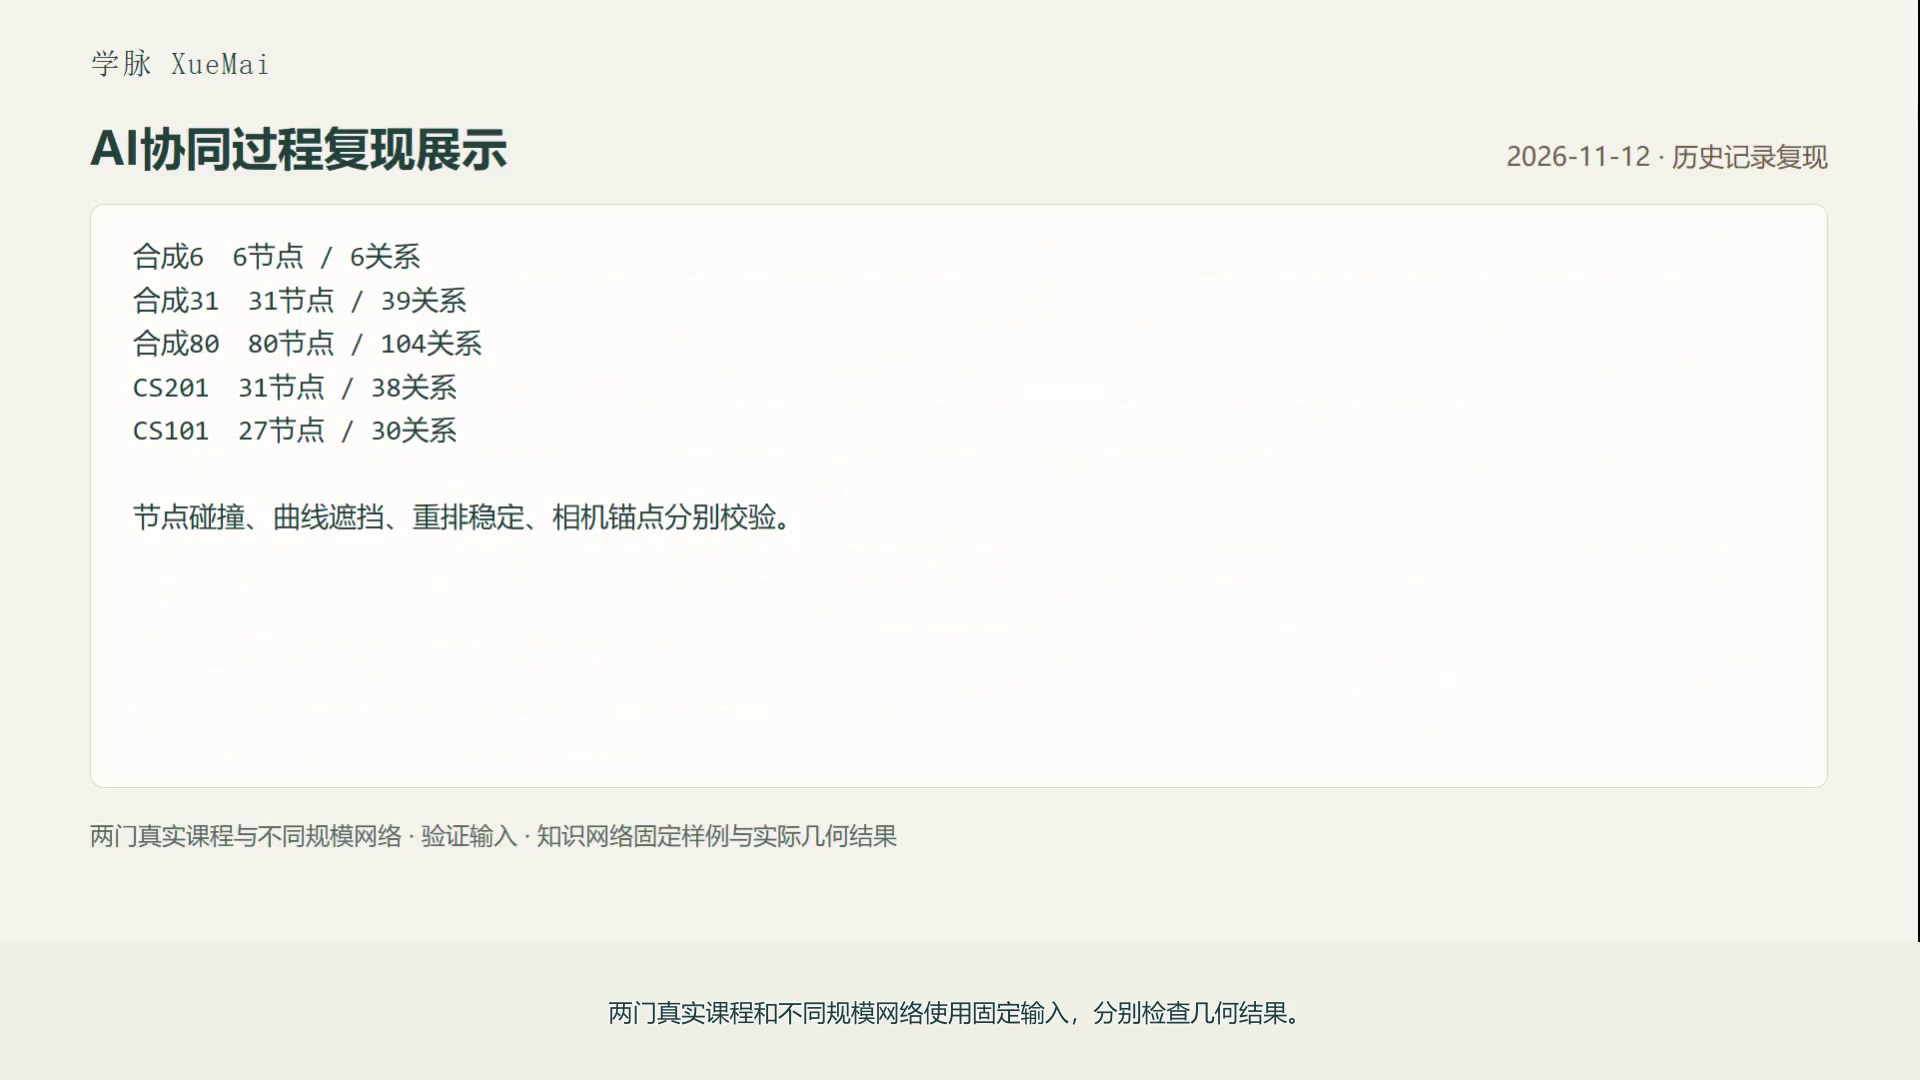 学脉 XueMai
AI协同过程复现展示
2026-11-12 · 历史记录复现
合成6 6节点 / 6关系
合成31 31节点 / 39关系
合成80 80节点 / 104关系
CS201 31节点 / 38关系
CS101 27节点 / 30关系
节点碰撞、曲线遮挡、重排稳定、相机锚点分别校验。
两门真实课程与不同规模网络 · 验证输入 · 知识网络固定样例与实际几何结果
两门真实课程和不同规模网络使用固定输入，分别检查几何结果。